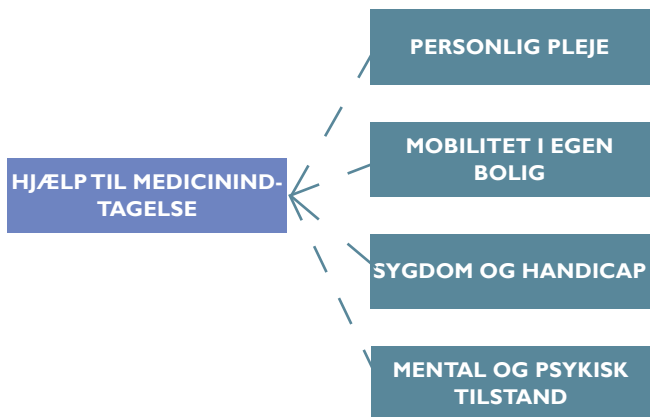 PERSONLIG PLEJE
MOBILITET I EGEN
BOLIG
HJÆLP TIL MEDICININD-
TAGELSE
SYGDOM OG HANDICAP
MENTAL OG PSYKISK
TILSTAND